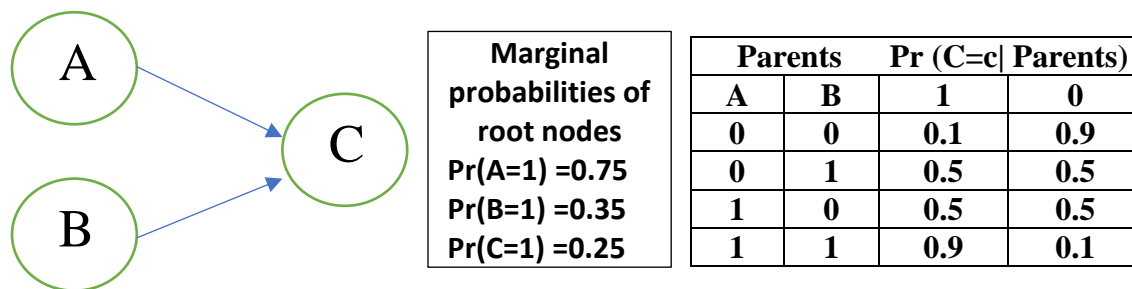 A
B
C
Marginal
probabilities of
root nodes
Pr(A=1) =0.75
Pr(B=1) =0.35
Pr(C=1) =0.25
Parents Pr (C=c| Parents)
A B 1 0
0 0 0.1 0.9
0 1 0.5 0.5
1 0 0.5 0.5
1 1 0.9 0.1